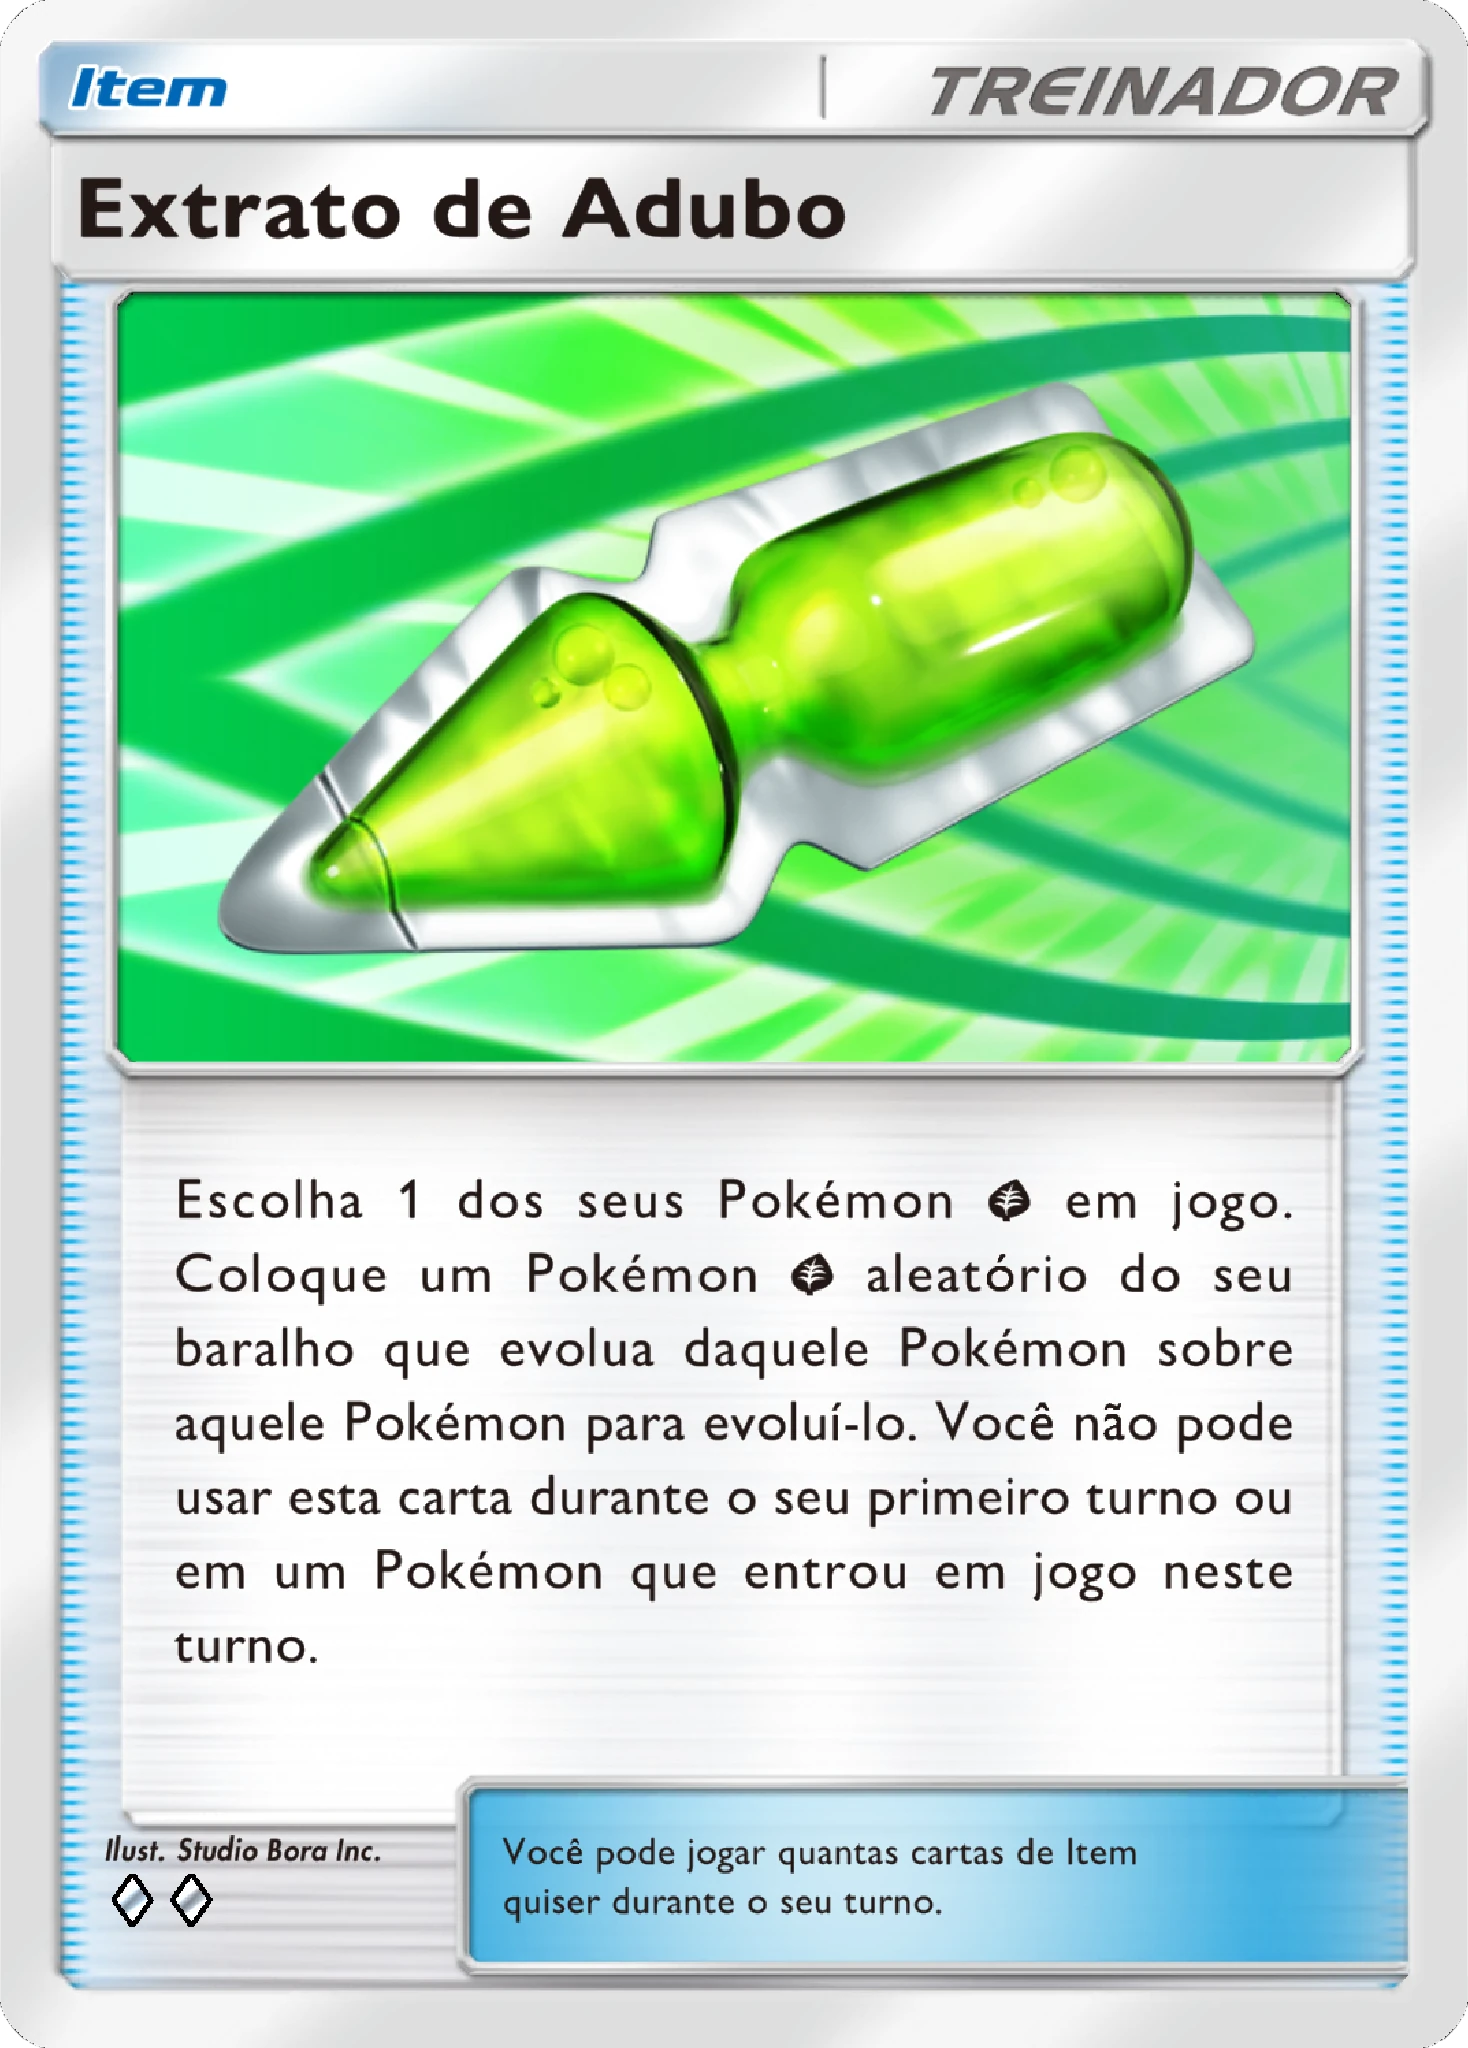 Item
TREINADOR
Extrato de Adubo
Escolha 1 dos seus Pokémon em jogo.
Coloque um Pokémon aleatório do seu
baralho que evolua daquele Pokémon sobre
aquele Pokémon para evoluí-lo. Você não pode
usar esta carta durante o seu primeiro turno ou
em um Pokémon que entrou em jogo neste
turno.
Ilust. Studio Bora Inc.
Você pode jogar quantas cartas de Item
quiser durante o seu turno.